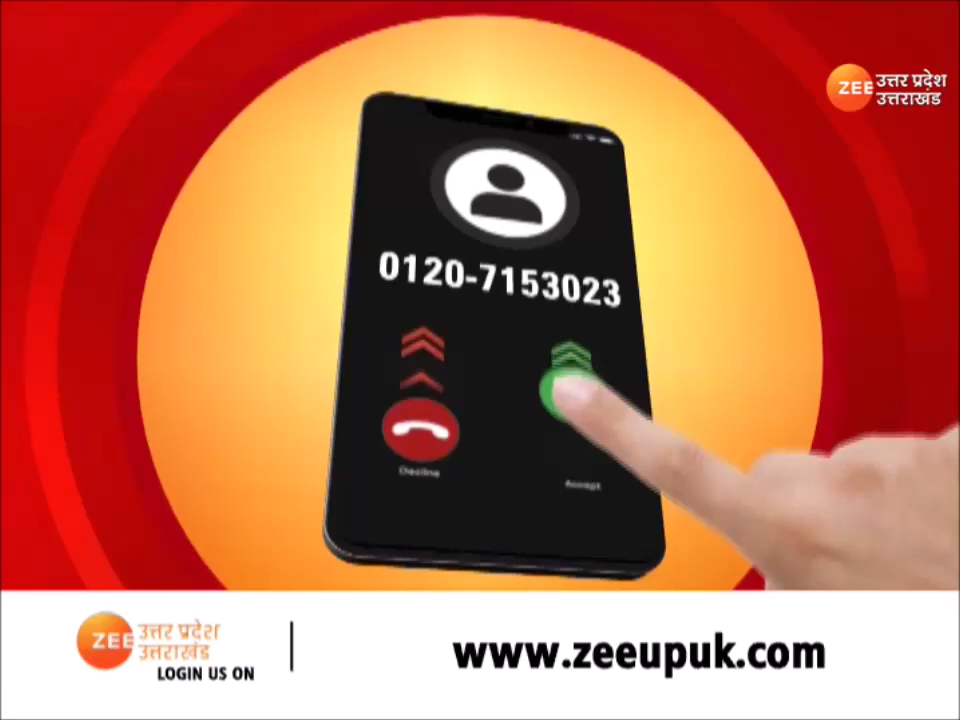 ZEE उत्तर प्रदेश
उत्तराखंड
0120-7153023
Decline
Accept
ZEE उत्तर प्रदेश
उत्तराखंड
LOGIN US ON
www.zeeupuk.com